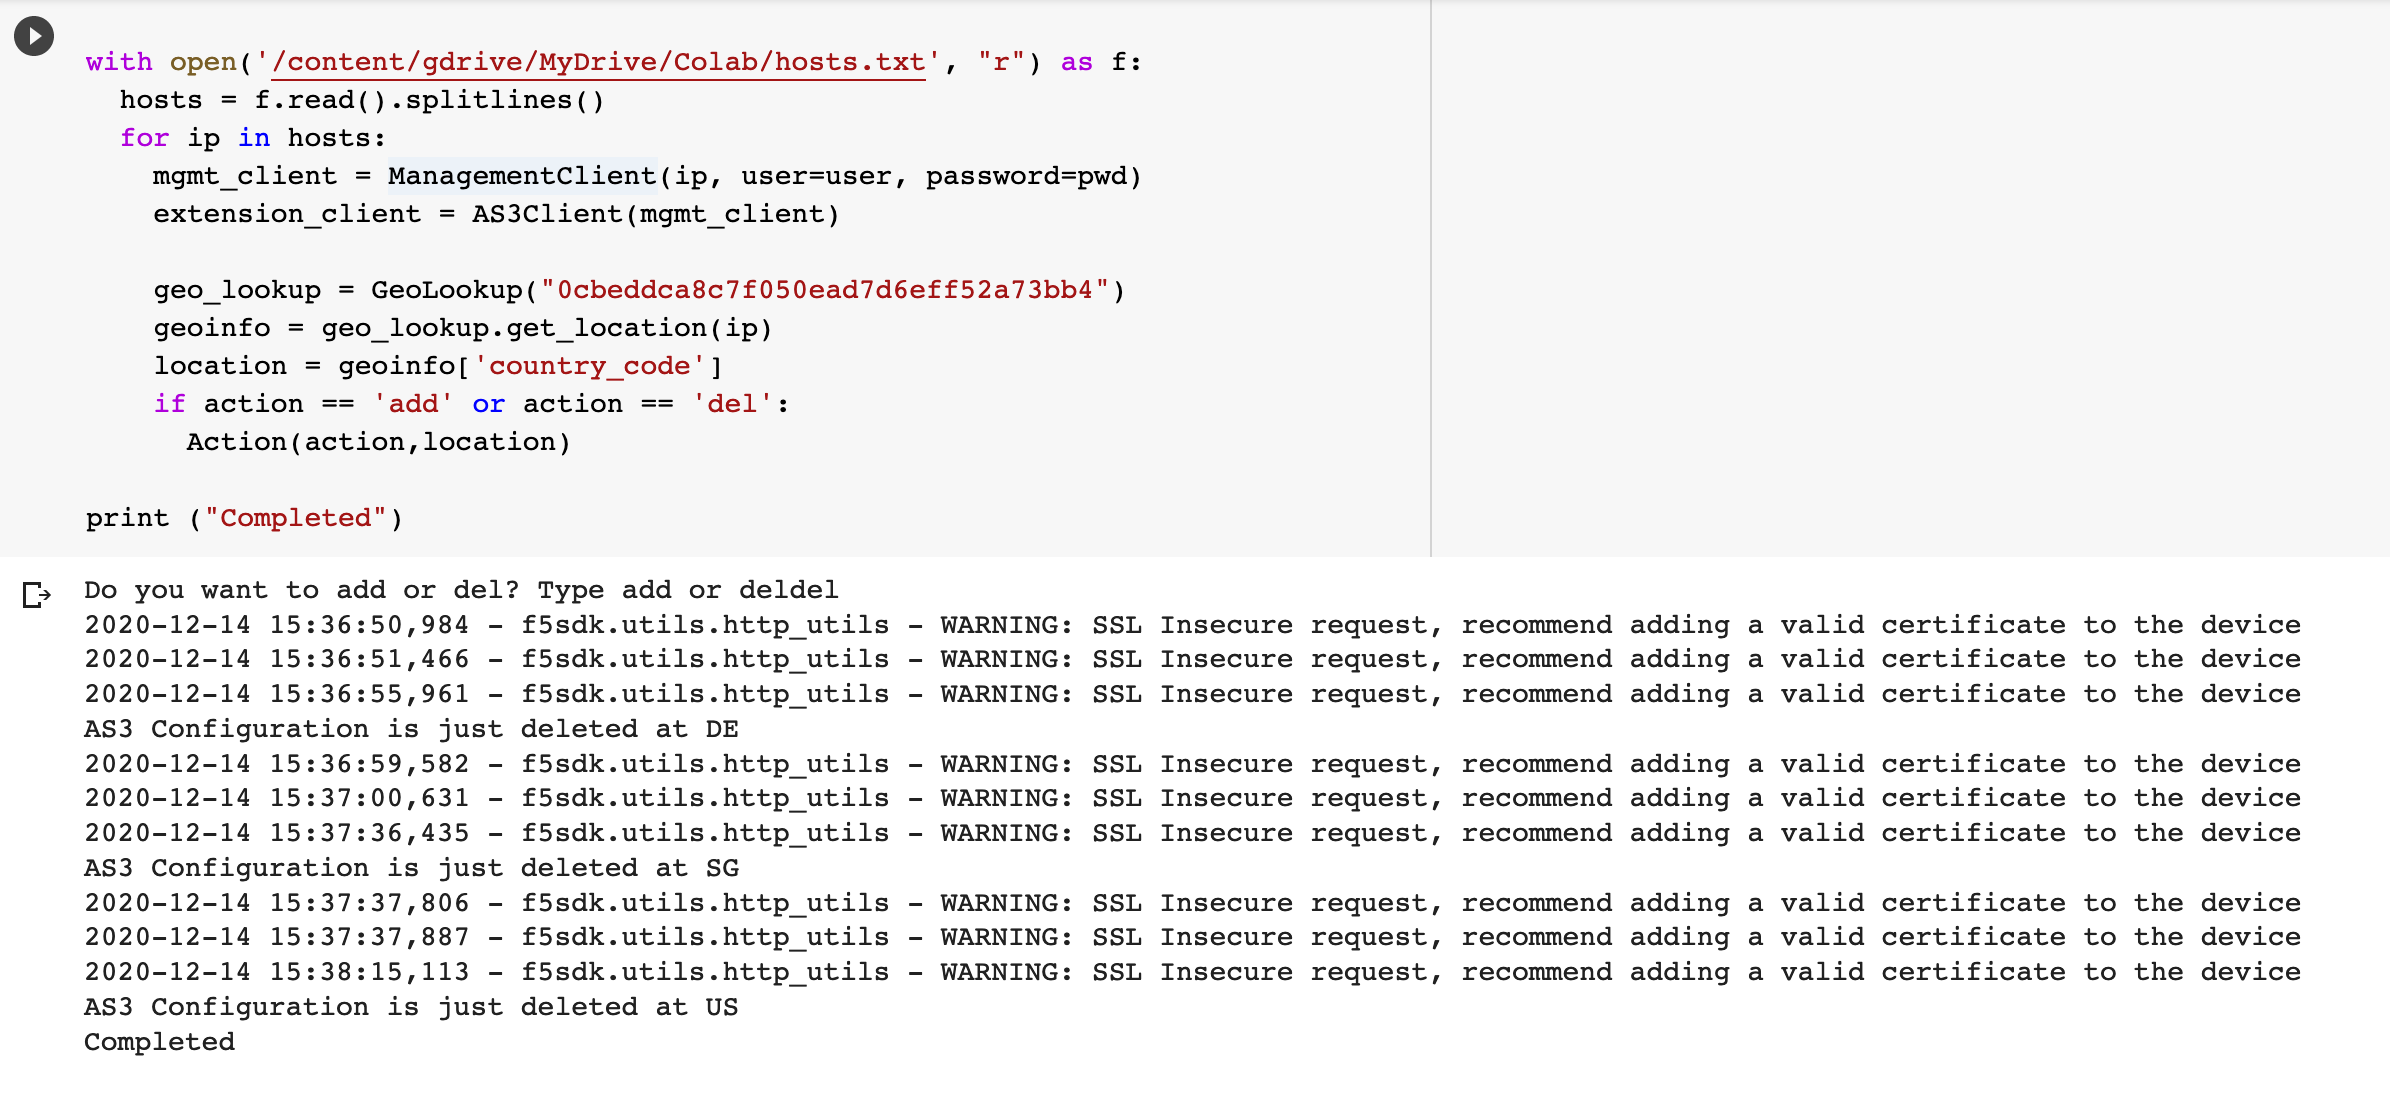 with open('/content/gdrive/MyDrive/Colab/hosts.txt', "r") as f:
  hosts = f.read().splitlines()
  for ip in hosts:
    mgmt_client = ManagementClient(ip, user=user, password=pwd)
    extension_client = AS3Client(mgmt_client)

    geo_lookup = GeoLookup("0cbeddca8c7f050ead7d6eff52a73bb4")
    geoinfo = geo_lookup.get_location(ip)
    location = geoinfo['country_code']
    if action == 'add' or action == 'del':
      Action(action,location)

print ("Completed")
Do you want to add or del? Type add or deldel
2020-12-14 15:36:50,984 - f5sdk.utils.http_utils - WARNING: SSL Insecure request, recommend adding a valid certificate to the device
2020-12-14 15:36:51,466 - f5sdk.utils.http_utils - WARNING: SSL Insecure request, recommend adding a valid certificate to the device
2020-12-14 15:36:55,961 - f5sdk.utils.http_utils - WARNING: SSL Insecure request, recommend adding a valid certificate to the device
AS3 Configuration is just deleted at DE
2020-12-14 15:36:59,582 - f5sdk.utils.http_utils - WARNING: SSL Insecure request, recommend adding a valid certificate to the device
2020-12-14 15:37:00,631 - f5sdk.utils.http_utils - WARNING: SSL Insecure request, recommend adding a valid certificate to the device
2020-12-14 15:37:36,435 - f5sdk.utils.http_utils - WARNING: SSL Insecure request, recommend adding a valid certificate to the device
AS3 Configuration is just deleted at SG
2020-12-14 15:37:37,806 - f5sdk.utils.http_utils - WARNING: SSL Insecure request, recommend adding a valid certificate to the device
2020-12-14 15:37:37,887 - f5sdk.utils.http_utils - WARNING: SSL Insecure request, recommend adding a valid certificate to the device
2020-12-14 15:38:15,113 - f5sdk.utils.http_utils - WARNING: SSL Insecure request, recommend adding a valid certificate to the device
AS3 Configuration is just deleted at US
Completed